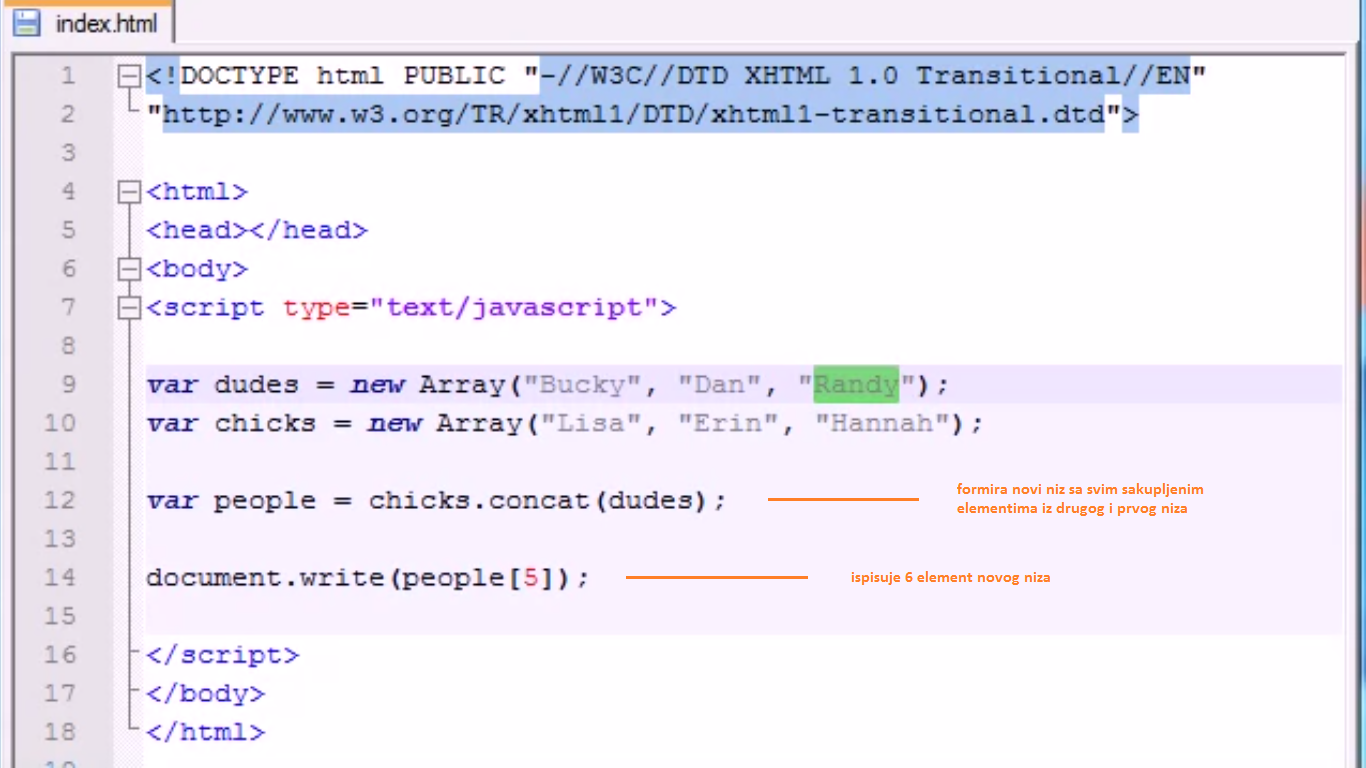 index.html
1 <!DOCTYPE html PUBLIC "-//W3C//DTD XHTML 1.0 Transitional//EN"
2 "http://www.w3.org/TR/xhtml1/DTD/xhtml1-transitional.dtd">
3
4 <html>
5 <head></head>
6 <body>
7 <script type="text/javascript">
8
9 var dudes = new Array("Bucky", "Dan", "Randy");
10 var chicks = new Array("Lisa", "Erin", "Hannah");
11
12 var people = chicks.concat(dudes);
formira novi niz sa svim sakupljenim
elementima iz drugog i prvog niza
13
14 document.write(people[5]);
ispisuje 6 element novog niza
15
16 </script>
17 </body>
18 </html>